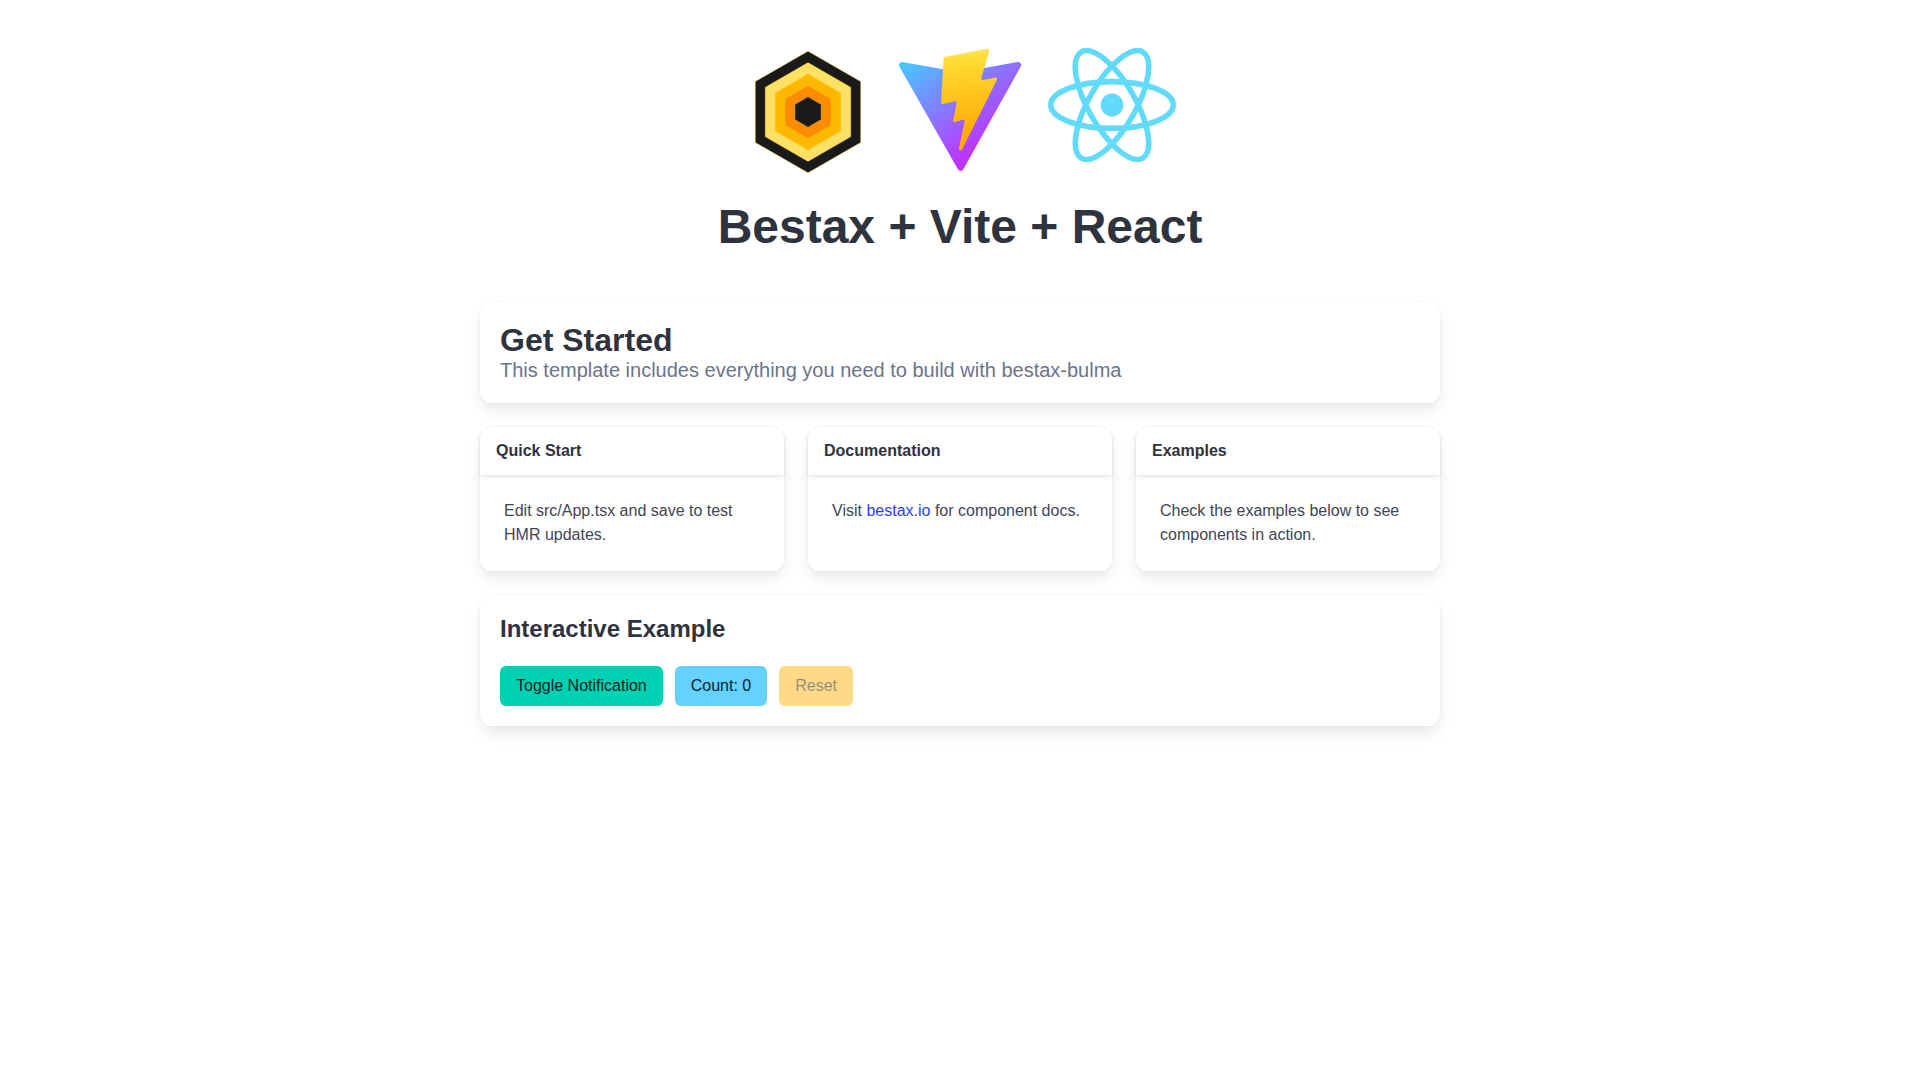 Bestax + Vite + React
Get Started
This template includes everything you need to build with bestax-bulma
Quick Start
Edit src/App.tsx and save to test
HMR updates.
Documentation
Visit bestax.io for component docs.
Examples
Check the examples below to see
components in action.
Interactive Example
Toggle Notification
Count: 0
Reset